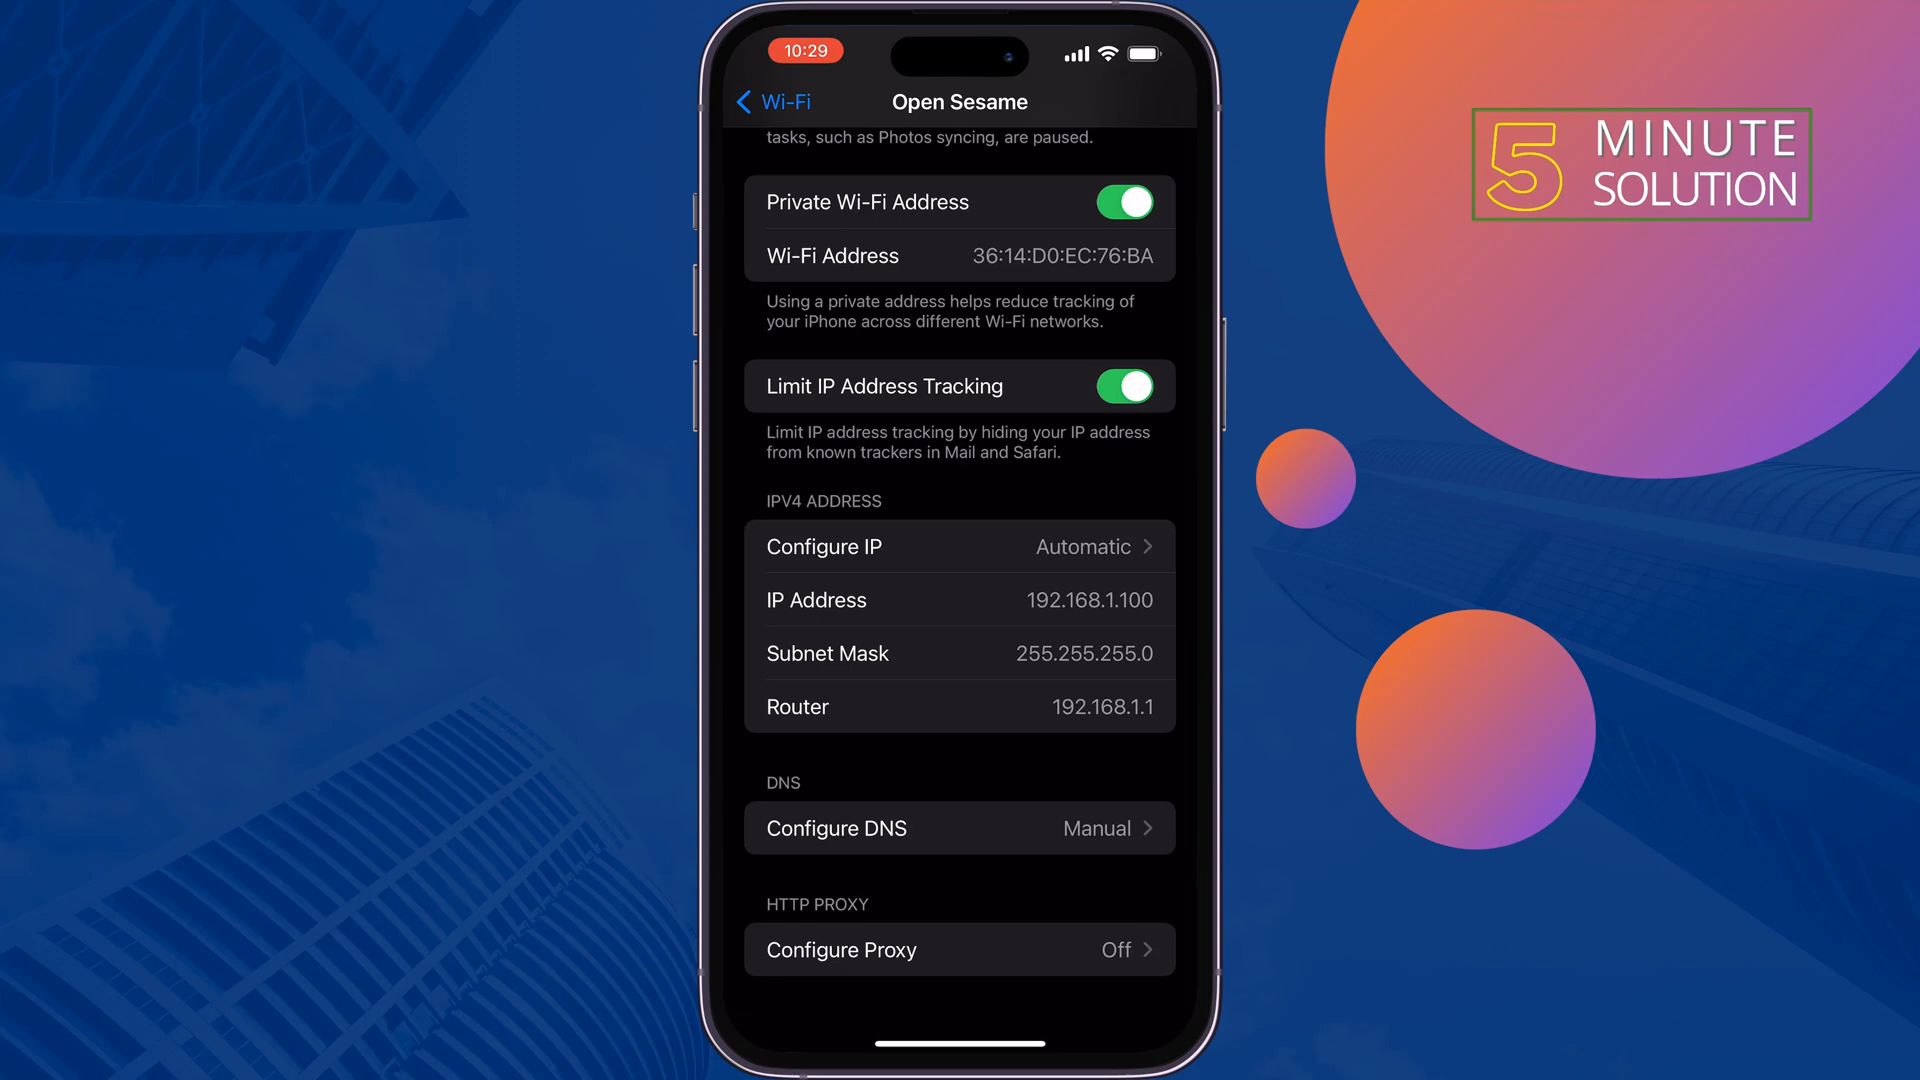 10:29
Wi-Fi
Open Sesame
tasks, such as Photos syncing, are paused.
Private Wi-Fi Address
Wi-Fi Address 36:14:D0:EC:76:BA
Using a private address helps reduce tracking of
your iPhone across different Wi-Fi networks.
Limit IP Address Tracking
Limit IP address tracking by hiding your IP address
from known trackers in Mail and Safari.
IPV4 ADDRESS
Configure IP Automatic
IP Address 192.168.1.100
Subnet Mask 255.255.255.0
Router 192.168.1.1
DNS
Configure DNS Manual
HTTP PROXY
Configure Proxy Off
5 MINUTE
SOLUTION